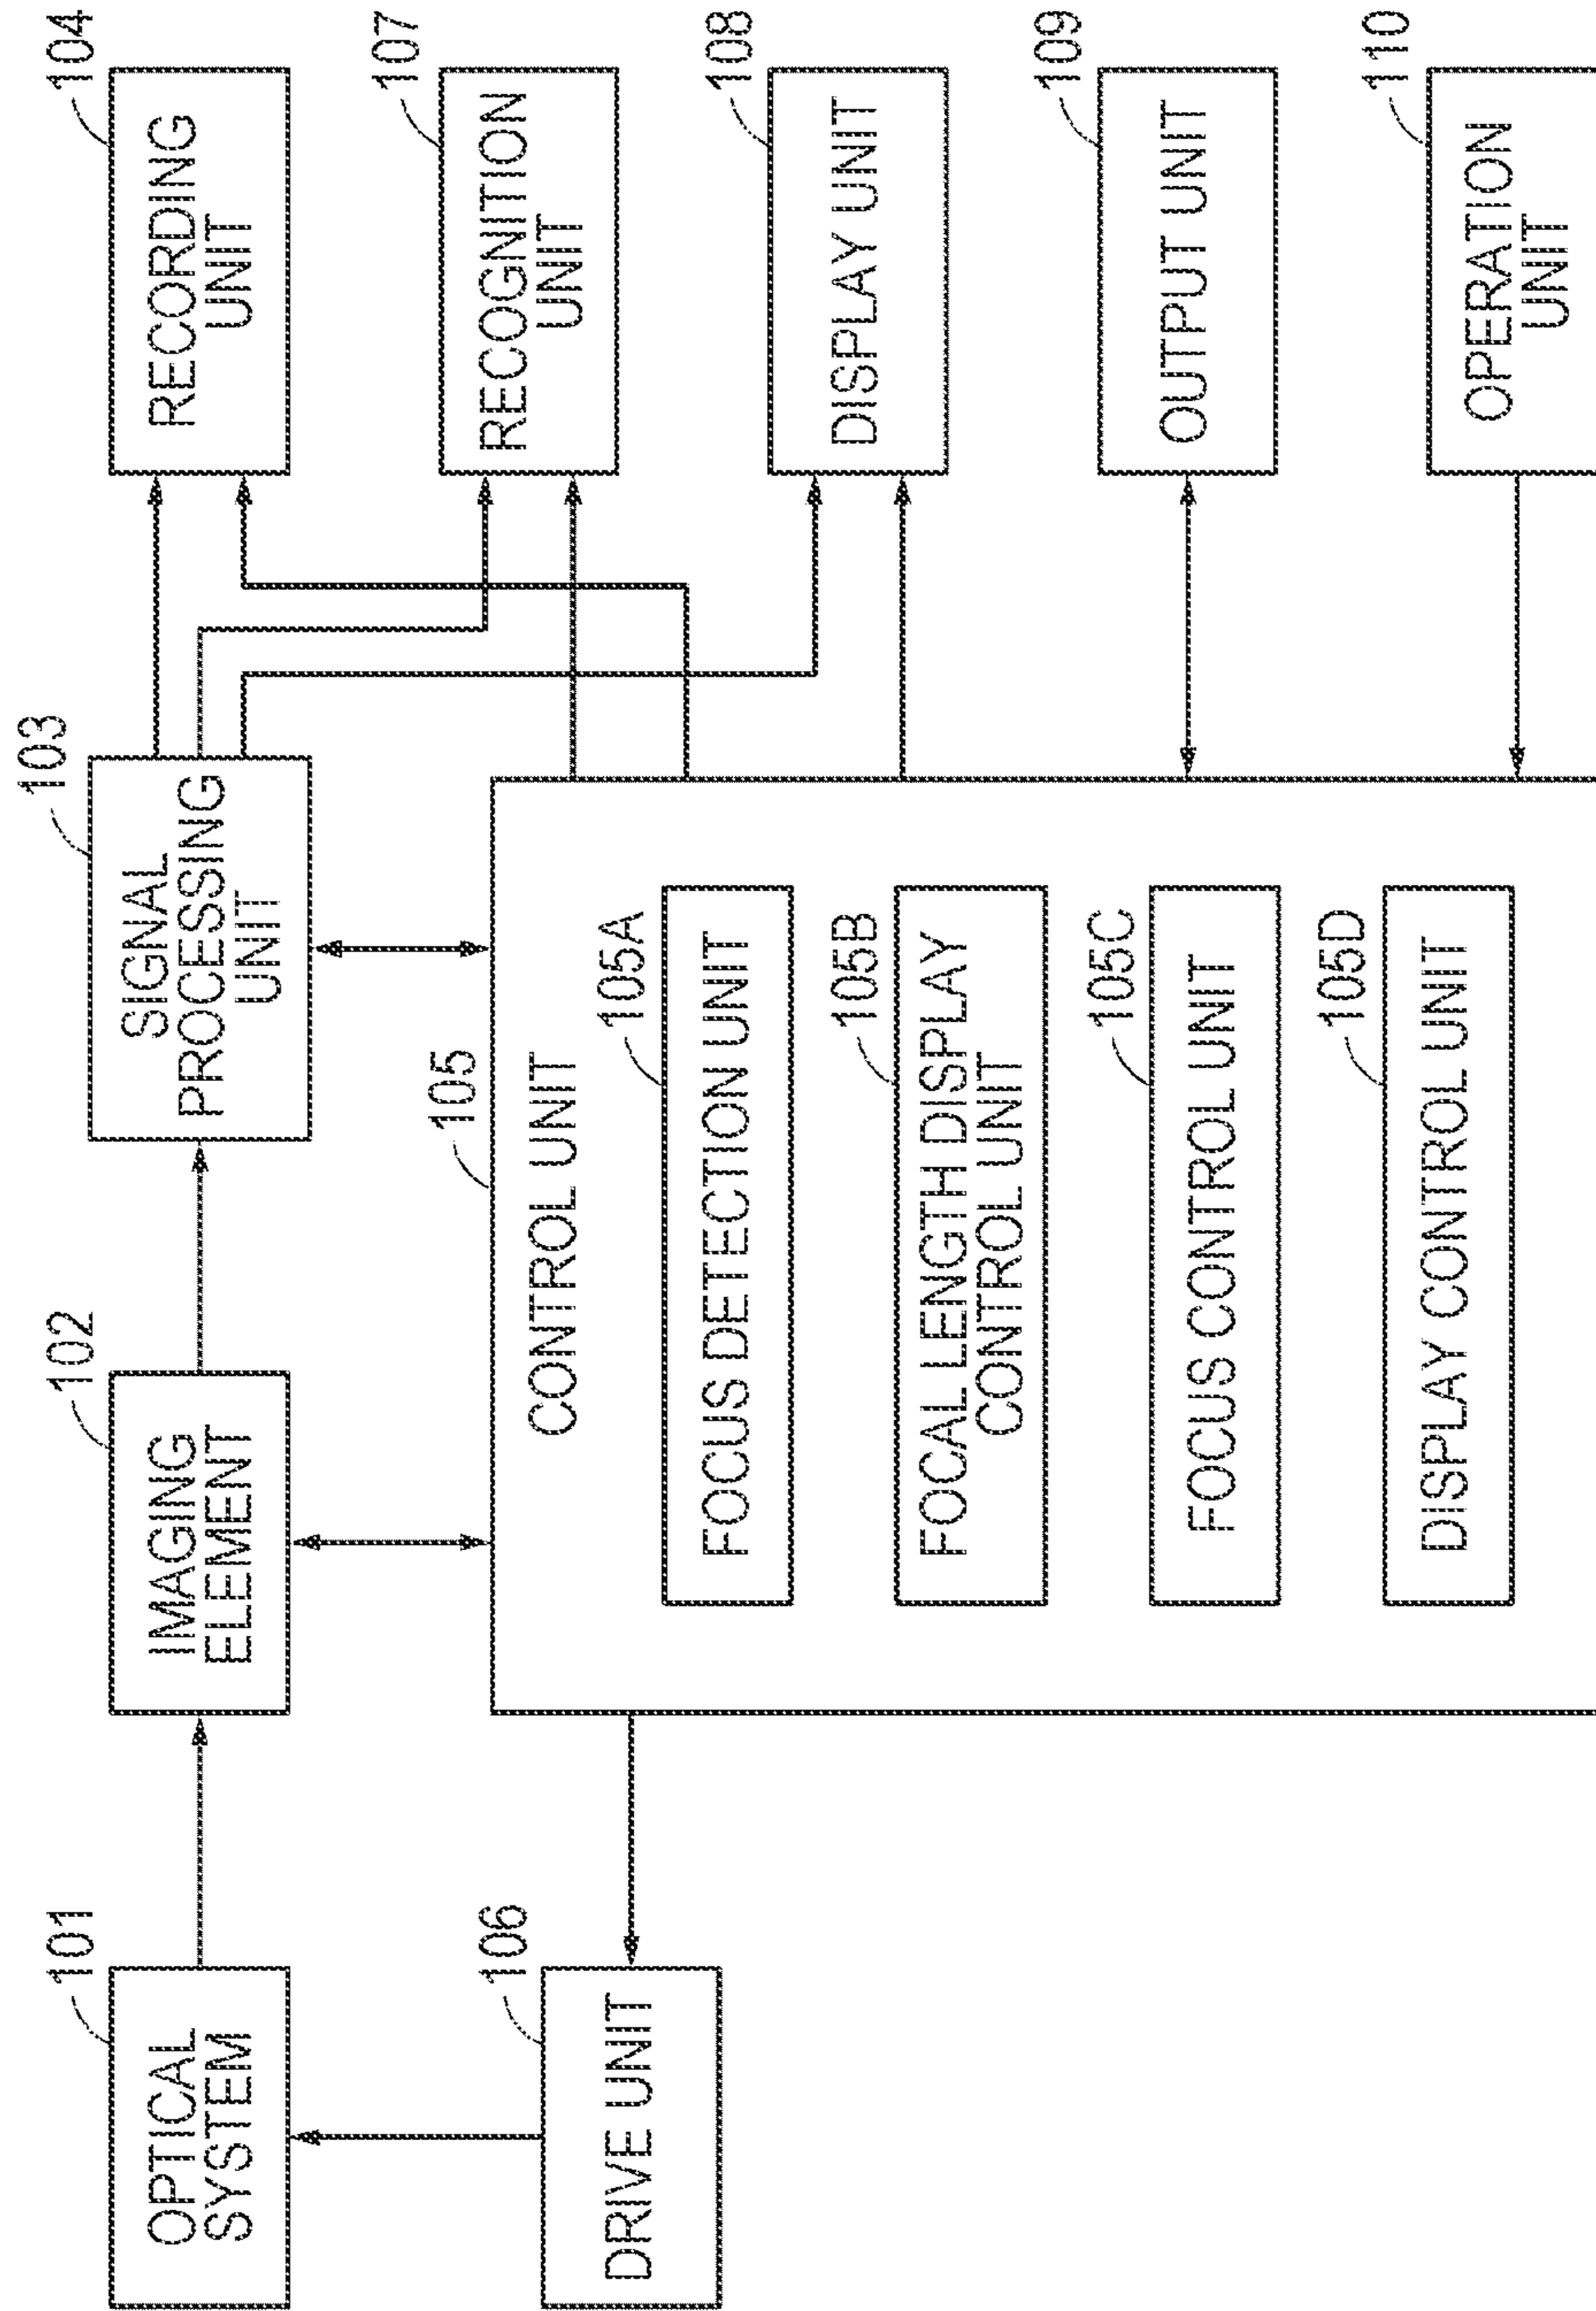 101
OPTICAL
SYSTEM
102
IMAGING
ELEMENT
103
SIGNAL
PROCESSING
UNIT
104
RECORDING
UNIT
105
CONTROL UNIT
105A
FOCUS DETECTION UNIT
105B
FOCAL LENGTH DISPLAY
CONTROL UNIT
105C
FOCUS CONTROL UNIT
105D
DISPLAY CONTROL UNIT
106
DRIVE UNIT
107
RECOGNITION
UNIT
108
DISPLAY UNIT
109
OUTPUT UNIT
110
OPERATION
UNIT